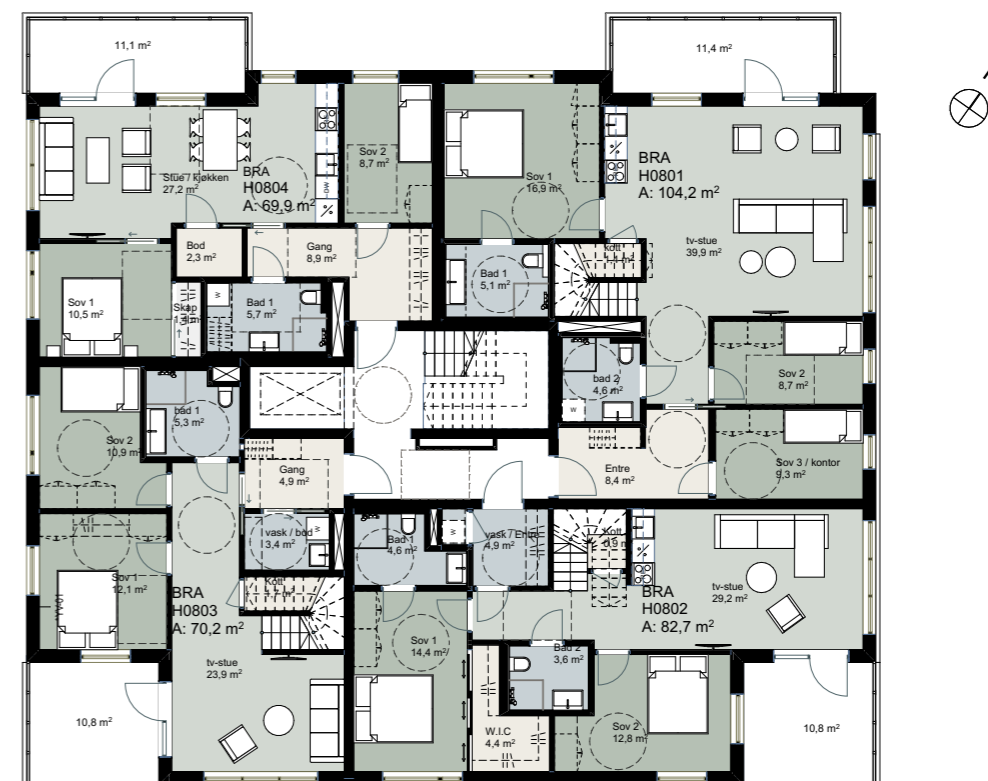 11,1 m²
11,4 m²
Sov 2
8,7 m²
Stue / kjøkken
27,2 m²
BRA
H0804
A: 69,9 m²
DW
Sov 1
16,9 m²
BRA
H0801
A: 104,2 m²
tv-stue
39,9 m²
Bod
2,3 m²
Gang
8,9 m²
Bad 1
5,1 m²
kott
Sov 1
10,5 m²
Skap
W
Bad 1
5,7 m²
bad 2
4,6 m²
W
Sov 2
8,7 m²
bad 1
5,3 m²
Sov 2
10,9 m²
Gang
4,9 m²
Entre
8,4 m²
Sov 3 / kontor
9,3 m²
vask / bod
3,4 m²
W
Bad 1
4,6 m²
W
vask / Entre
4,9 m²
Kott
0,9 m²
Sov 1
12,1 m²
BRA
H0803
A: 70,2 m²
Kott
tv-stue
23,9 m²
Sov 1
14,4 m²
BRA
H0802
A: 82,7 m²
tv-stue
29,2 m²
Bad 2
3,6 m²
W.I.C
4,4 m²
Sov 2
12,8 m²
10,8 m²
10,8 m²